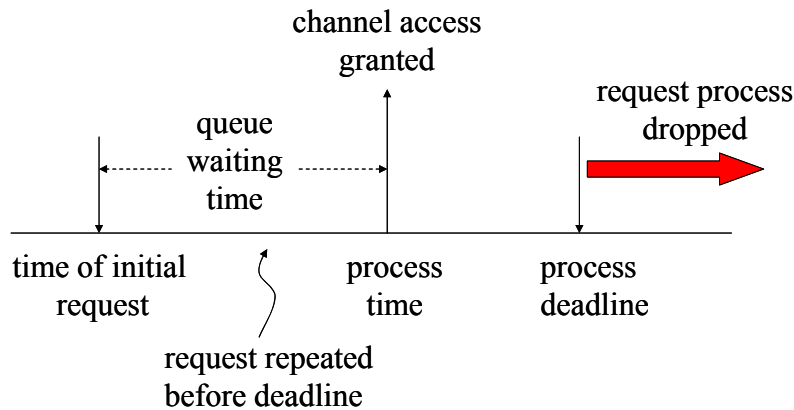 channel access
granted
request process
dropped
queue
waiting
time
time of initial
request
process
time
process
deadline
request repeated
before deadline